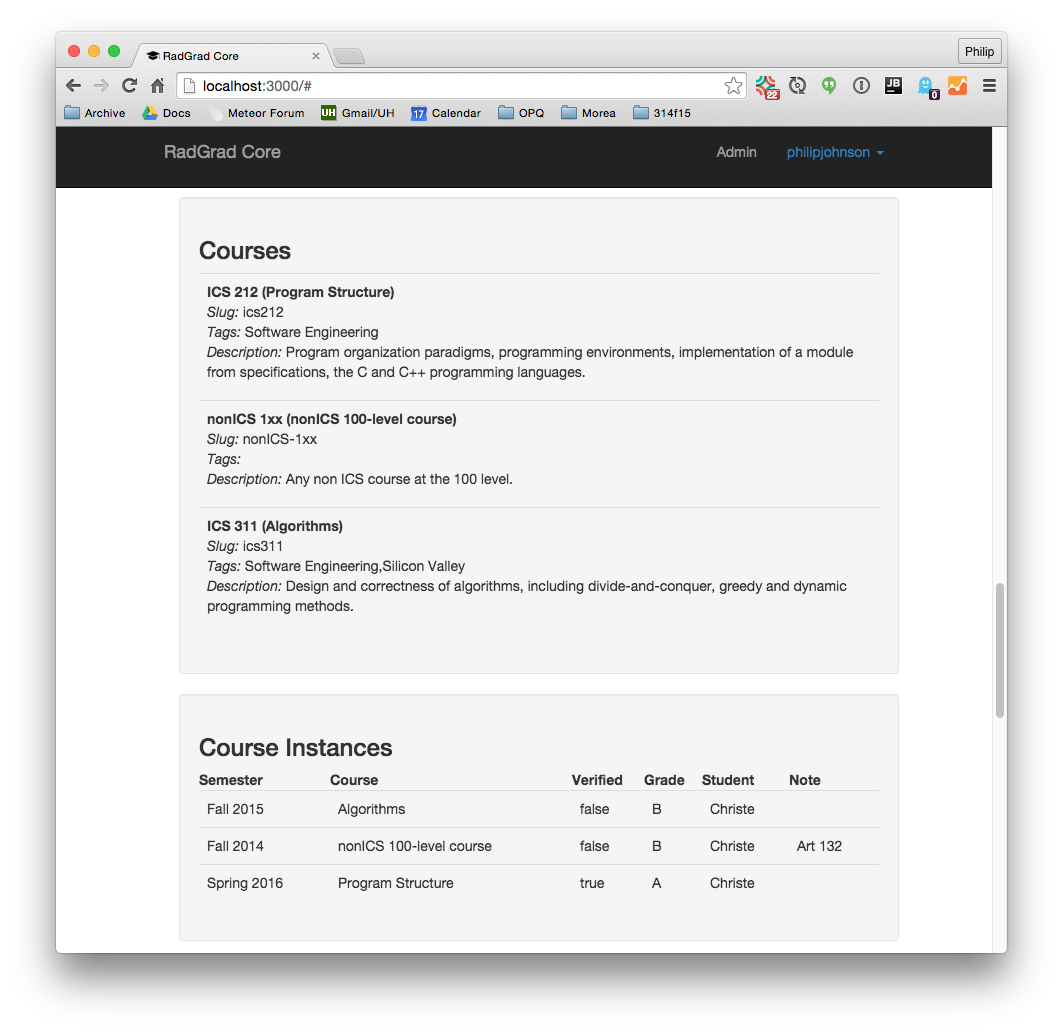 RadGrad Core
Philip
localhost:3000/#
22
JB
0
Archive Docs Meteor Forum UH Gmail/UH 17 Calendar OPQ Morea 314f15
RadGrad Core Admin philipjohnson
Courses
ICS 212 (Program Structure)
Slug: ics212
Tags: Software Engineering
Description: Program organization paradigms, programming environments, implementation of a module
from specifications, the C and C++ programming languages.
nonICS 1xx (nonICS 100-level course)
Slug: nonICS-1xx
Tags:
Description: Any non ICS course at the 100 level.
ICS 311 (Algorithms)
Slug: ics311
Tags: Software Engineering,Silicon Valley
Description: Design and correctness of algorithms, including divide-and-conquer, greedy and dynamic
programming methods.
Course Instances
Semester Course Verified Grade Student Note
Fall 2015 Algorithms false B Christe
Fall 2014 nonICS 100-level course false B Christe Art 132
Spring 2016 Program Structure true A Christe